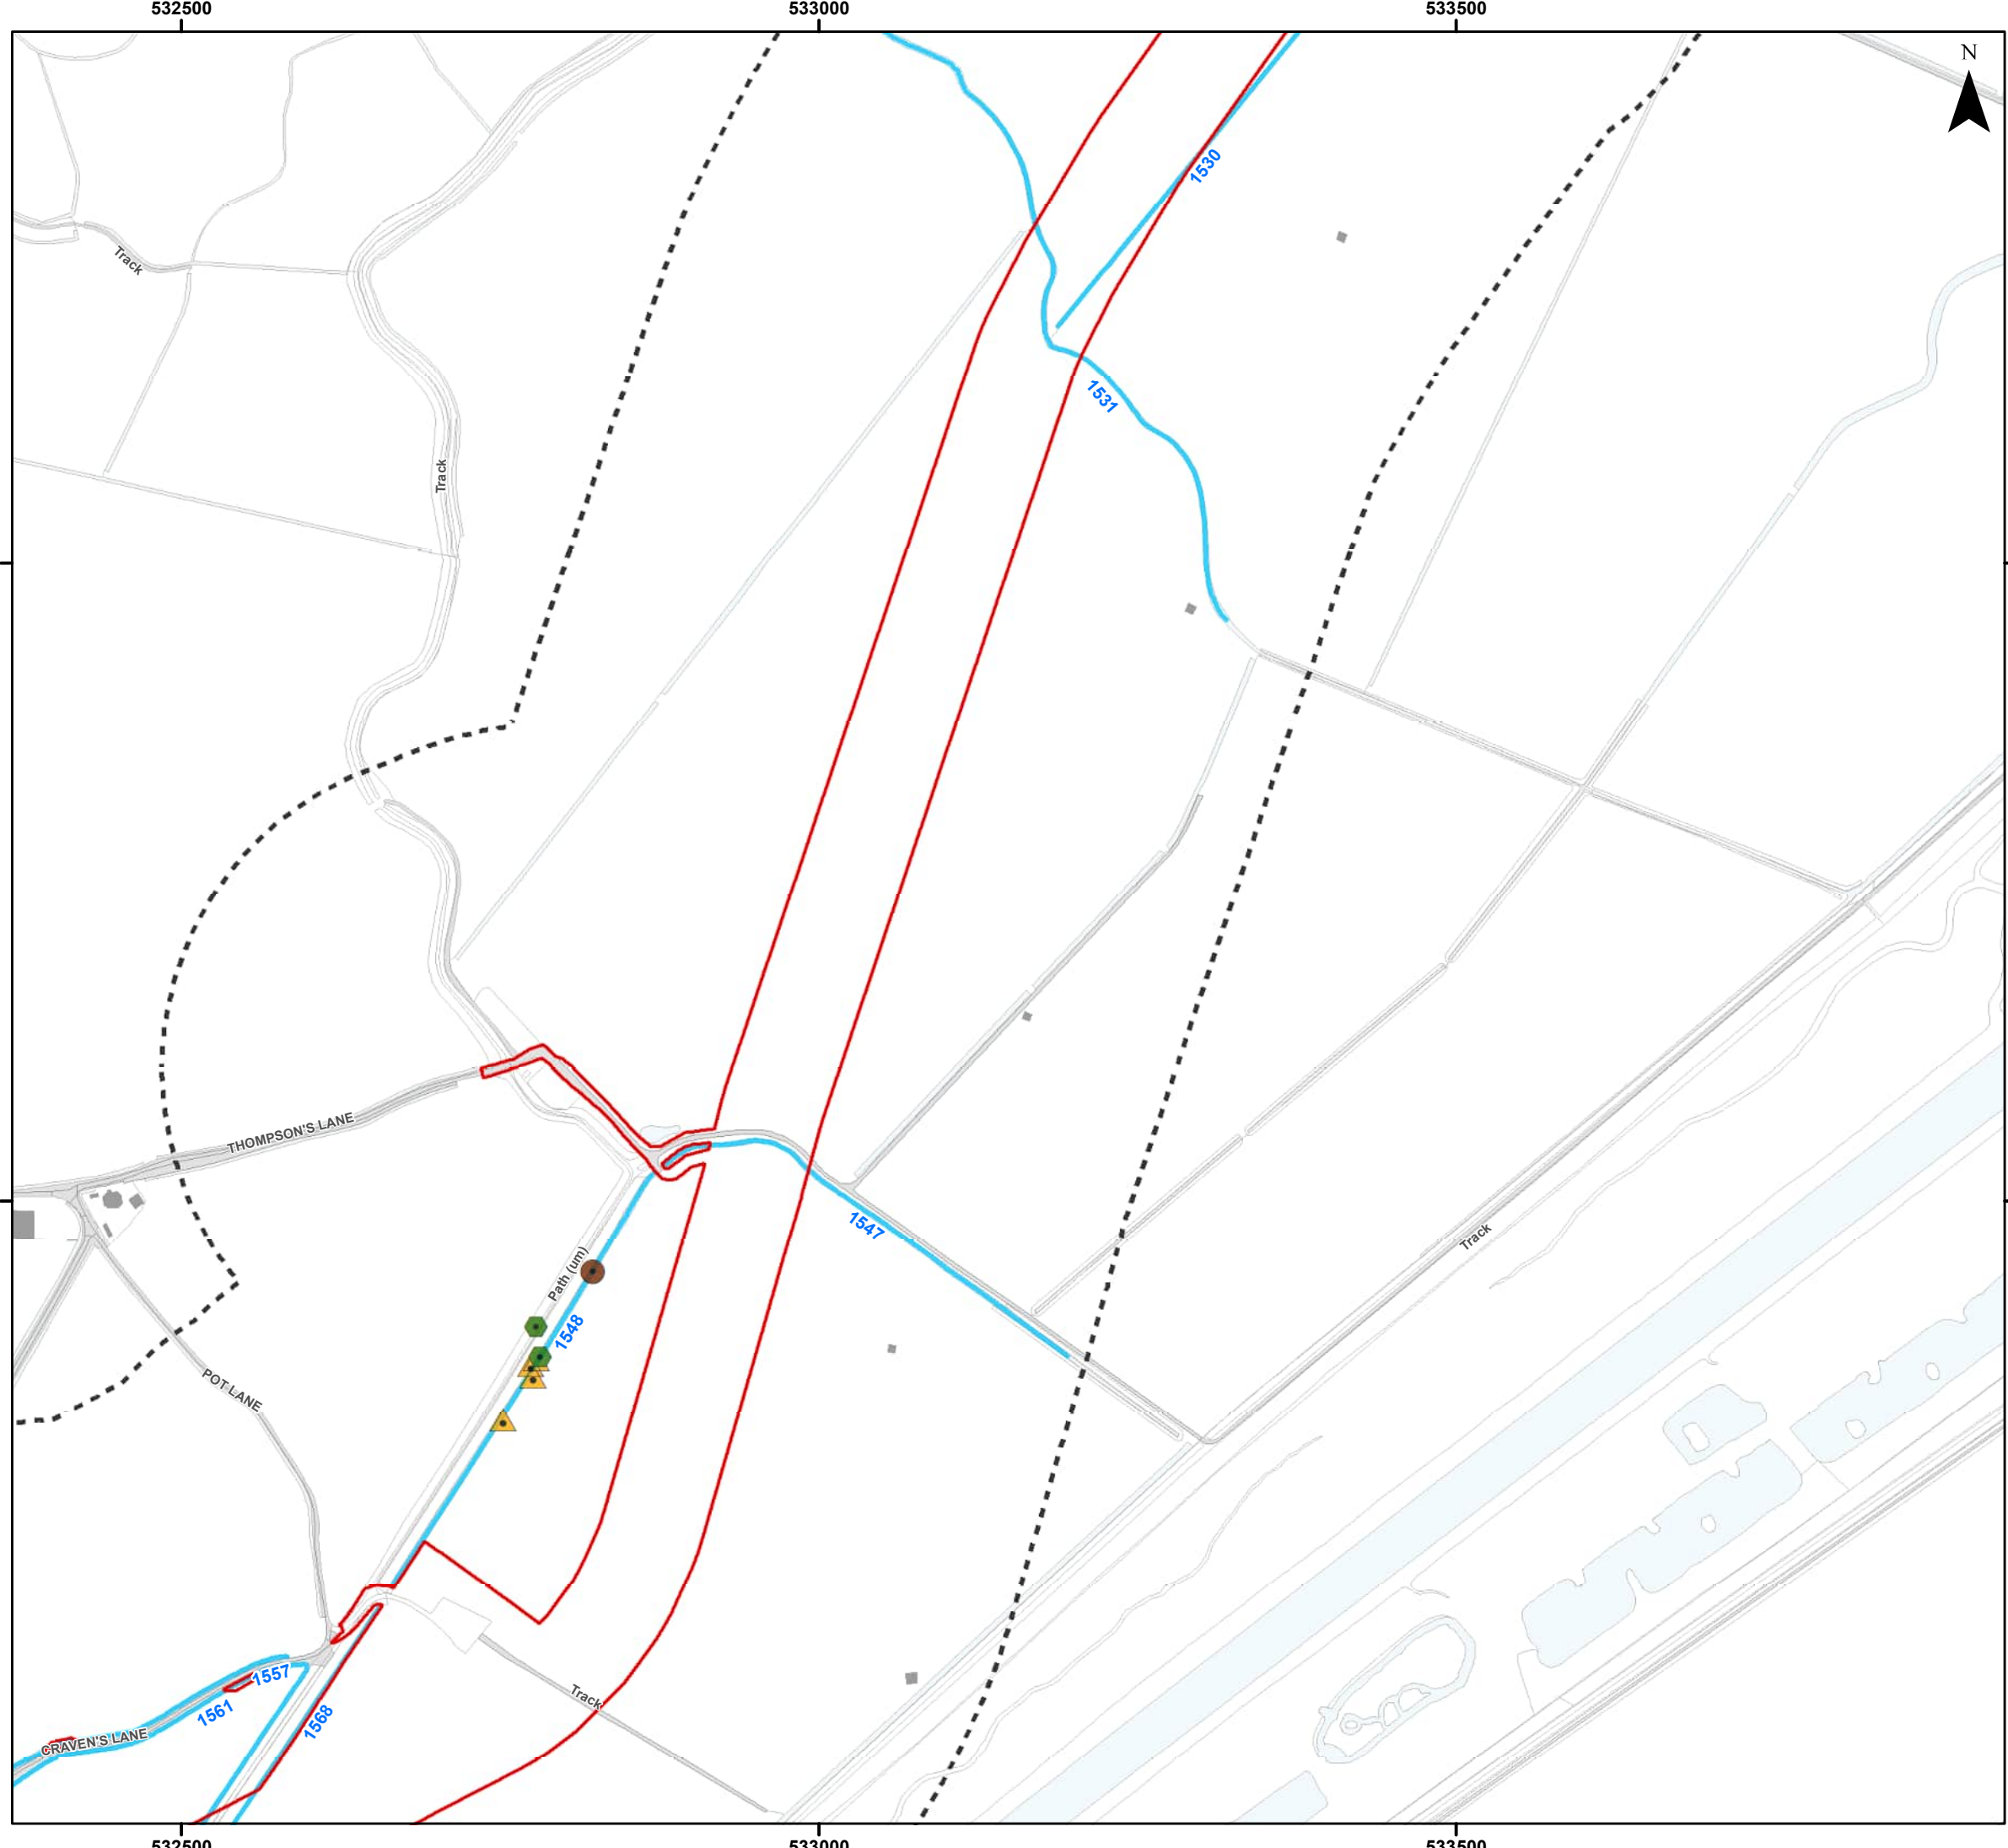 532500 533000 533500
N
1530
Track
1531
Track
THOMPSON'S LANE
1547
Track
Path (um)
1548
POT LANE
1557
Track
1561
1568
CRAVEN'S LANE
532500 533000 533500